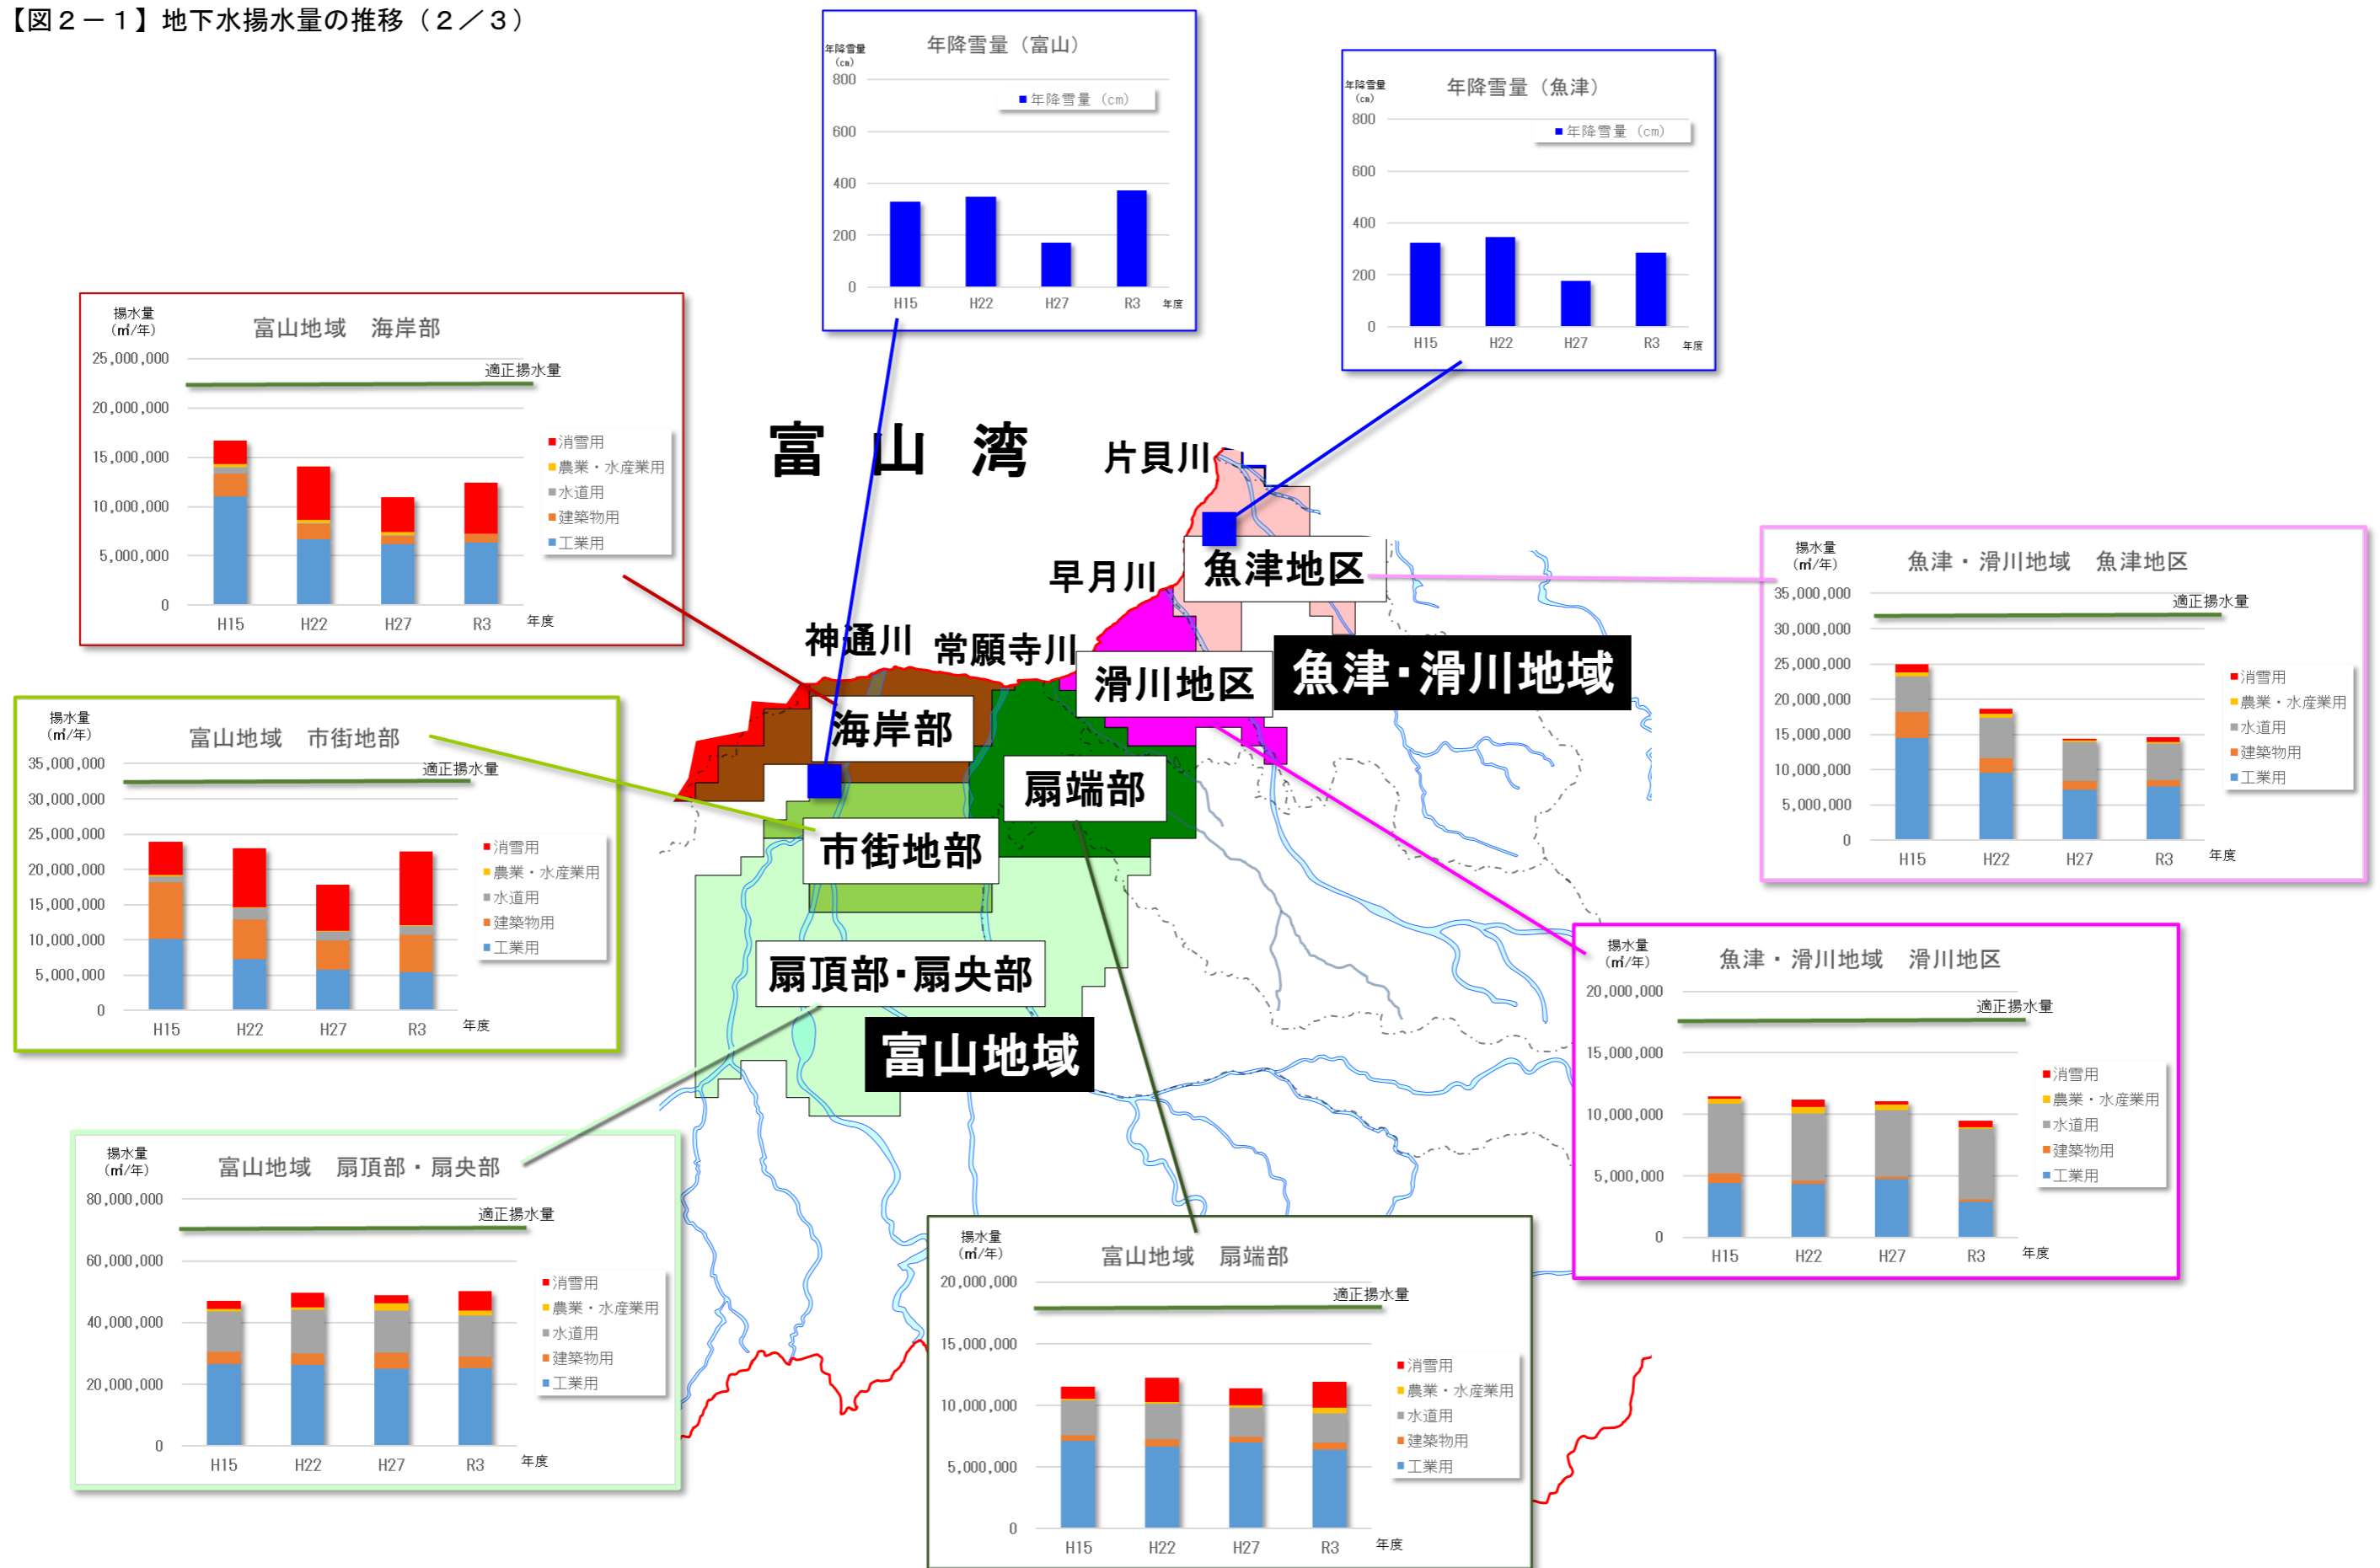 【図２－１】地下水揚水量の推移（２／３）
年降雪量（富山）
年降雪量
（cm）
年降雪量（cm）
800
600
400
200
0
H15 H22 H27 R3 年度
年降雪量（魚津）
年降雪量
（cm）
年降雪量（cm）
800
600
400
200
0
H15 H22 H27 R3 年度
富山地域　海岸部
揚水量
（㎥/年）
適正揚水量
25,000,000
20,000,000
15,000,000
10,000,000
5,000,000
0
H15 H22 H27 R3 年度
消雪用
農業・水産業用
水道用
建築物用
工業用
富山湾
片貝川
早月川
神通川
常願寺川
魚津地区
滑川地区
魚津・滑川地域
海岸部
扇端部
市街地部
扇頂部・扇央部
富山地域
魚津・滑川地域　魚津地区
揚水量
（㎥/年）
適正揚水量
35,000,000
30,000,000
25,000,000
20,000,000
15,000,000
10,000,000
5,000,000
0
H15 H22 H27 R3 年度
消雪用
農業・水産業用
水道用
建築物用
工業用
富山地域　市街地部
揚水量
（㎥/年）
適正揚水量
35,000,000
30,000,000
25,000,000
20,000,000
15,000,000
10,000,000
5,000,000
0
H15 H22 H27 R3 年度
消雪用
農業・水産業用
水道用
建築物用
工業用
魚津・滑川地域　滑川地区
揚水量
（㎥/年）
適正揚水量
20,000,000
15,000,000
10,000,000
5,000,000
0
H15 H22 H27 R3 年度
消雪用
農業・水産業用
水道用
建築物用
工業用
富山地域　扇頂部・扇央部
揚水量
（㎥/年）
適正揚水量
80,000,000
60,000,000
40,000,000
20,000,000
0
H15 H22 H27 R3 年度
消雪用
農業・水産業用
水道用
建築物用
工業用
富山地域　扇端部
揚水量
（㎥/年）
適正揚水量
20,000,000
15,000,000
10,000,000
5,000,000
0
H15 H22 H27 R3 年度
消雪用
農業・水産業用
水道用
建築物用
工業用